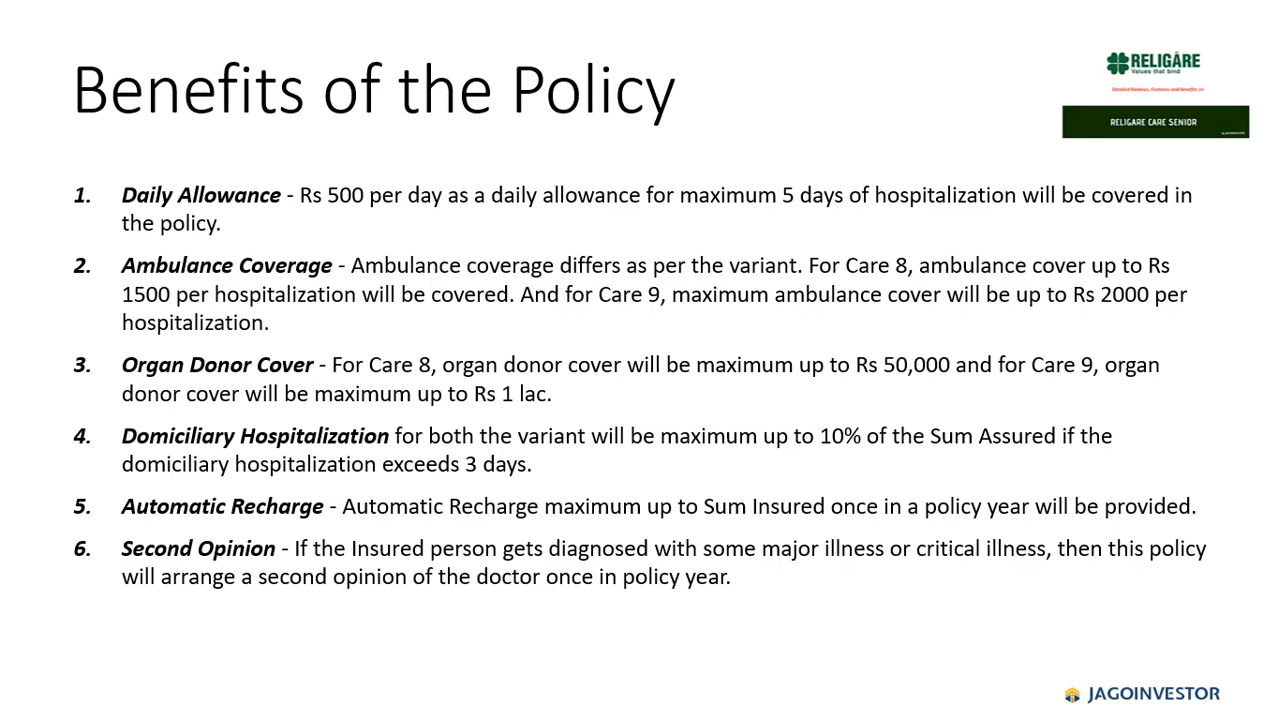 Benefits of the Policy
RELIGARE
Values that bind
Detailed Reviews, Features and Benefits on
RELIGARE CARE SENIOR
JAGOINVESTOR
1. Daily Allowance - Rs 500 per day as a daily allowance for maximum 5 days of hospitalization will be covered in
the policy.
2. Ambulance Coverage - Ambulance coverage differs as per the variant. For Care 8, ambulance cover up to Rs
1500 per hospitalization will be covered. And for Care 9, maximum ambulance cover will be up to Rs 2000 per
hospitalization.
3. Organ Donor Cover - For Care 8, organ donor cover will be maximum up to Rs 50,000 and for Care 9, organ
donor cover will be maximum up to Rs 1 lac.
4. Domiciliary Hospitalization for both the variant will be maximum up to 10% of the Sum Assured if the
domiciliary hospitalization exceeds 3 days.
5. Automatic Recharge - Automatic Recharge maximum up to Sum Insured once in a policy year will be provided.
6. Second Opinion - If the Insured person gets diagnosed with some major illness or critical illness, then this policy
will arrange a second opinion of the doctor once in policy year.
JAGOINVESTOR